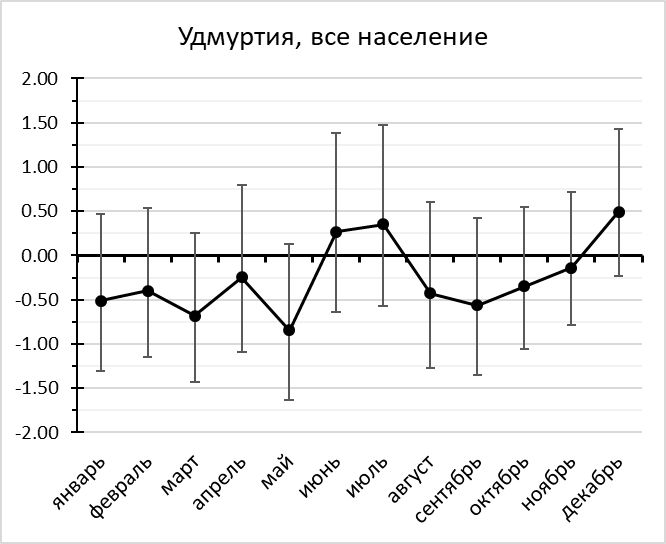 Удмуртия, все население
2.00
1.50
1.00
0.50
0.00
-0.50
-1.00
-1.50
-2.00
январь
февраль
март
апрель
май
июнь
июль
август
сентябрь
октябрь
ноябрь
декабрь